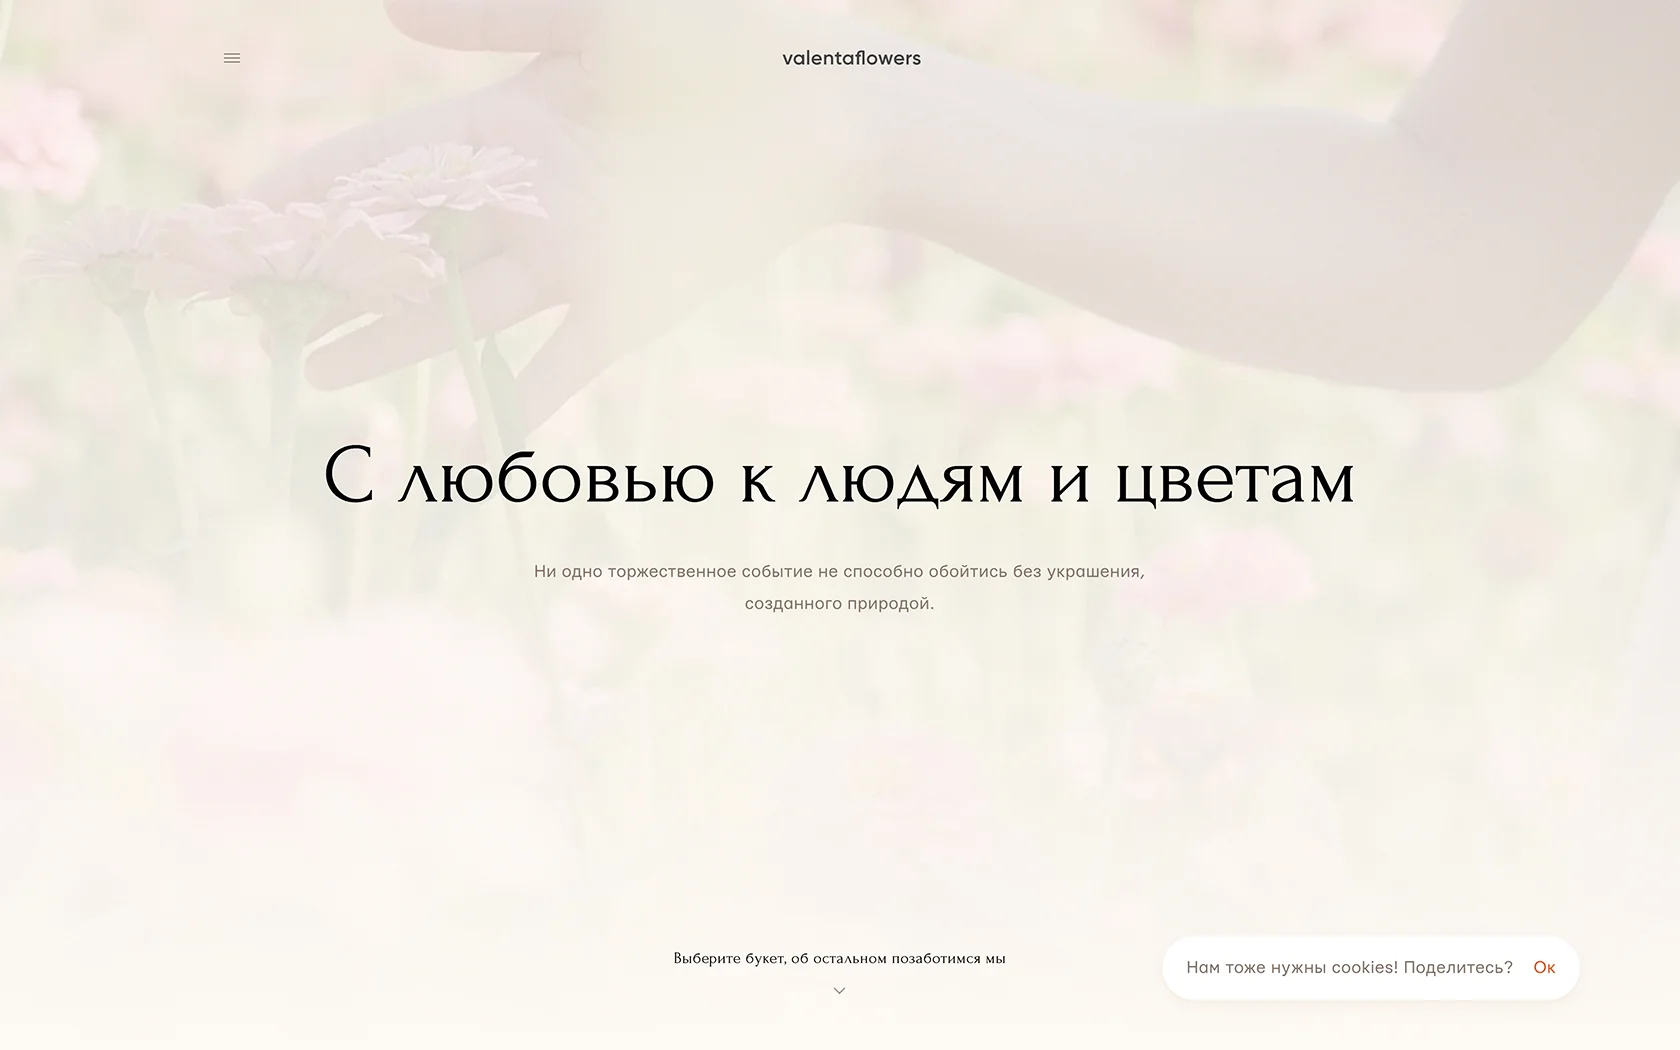 valentaflowers
С любовью к людям и цветам
Ни одно торжественное событие не способно обойтись без украшения,
созданного природой.
Выберите букет, об остальном позаботимся мы
Нам тоже нужны cookies! Поделитесь? Ок